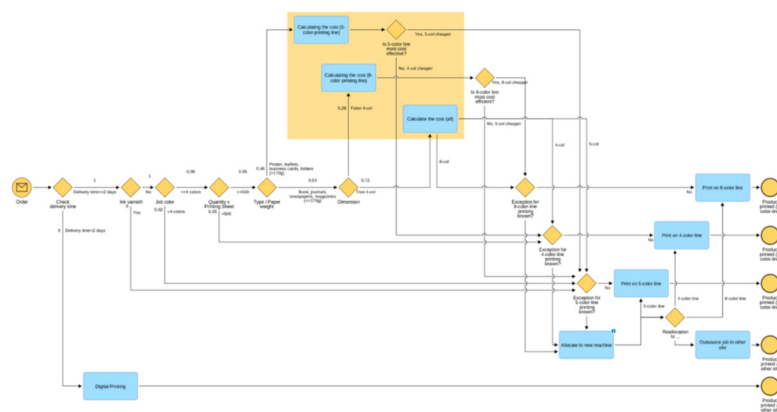 Calculating the cost (5-
color-printing line)
Is 5-color line
most cost
effective?
Yes, 5-col cheaper
Calculating the cost (8-
color printing line)
No, 4-col cheaper
Is 8-color line
most cost
efficient?
Yes, 8-col cheaper
No, 5-col cheaper
0,28
False 4-col
Calculate the cost (all)
8-col
4-col
5-col
Order
Check
delivery time
1
Delivery time>=2 days
0 Delivery time<2 days
Ink varnish
?
1
No
Yes
Job color
<=4 colors
0,02
>4 colors
Quantity x
Printing Sheet
0,95
>=500
0,05
<500
Type / Paper
weight
0,46
Poster, leaflets,
business cards, folders
(>170g)
0,54
Book, journals,
newspapers, magazines
(<=170g)
Dimension
0,72
Exception for
8-color line
printing
known?
No
Print on 8-color line
Exception for
4-color line
printing
known?
No
Print on 4-color line
Exception for
5-color line
printing
known?
No
Print on 5-color line
Allocate to new machine
5-color line
4-color line
8-color line
Reallocation
to ...
Outsource job to other
site
Digital Printing